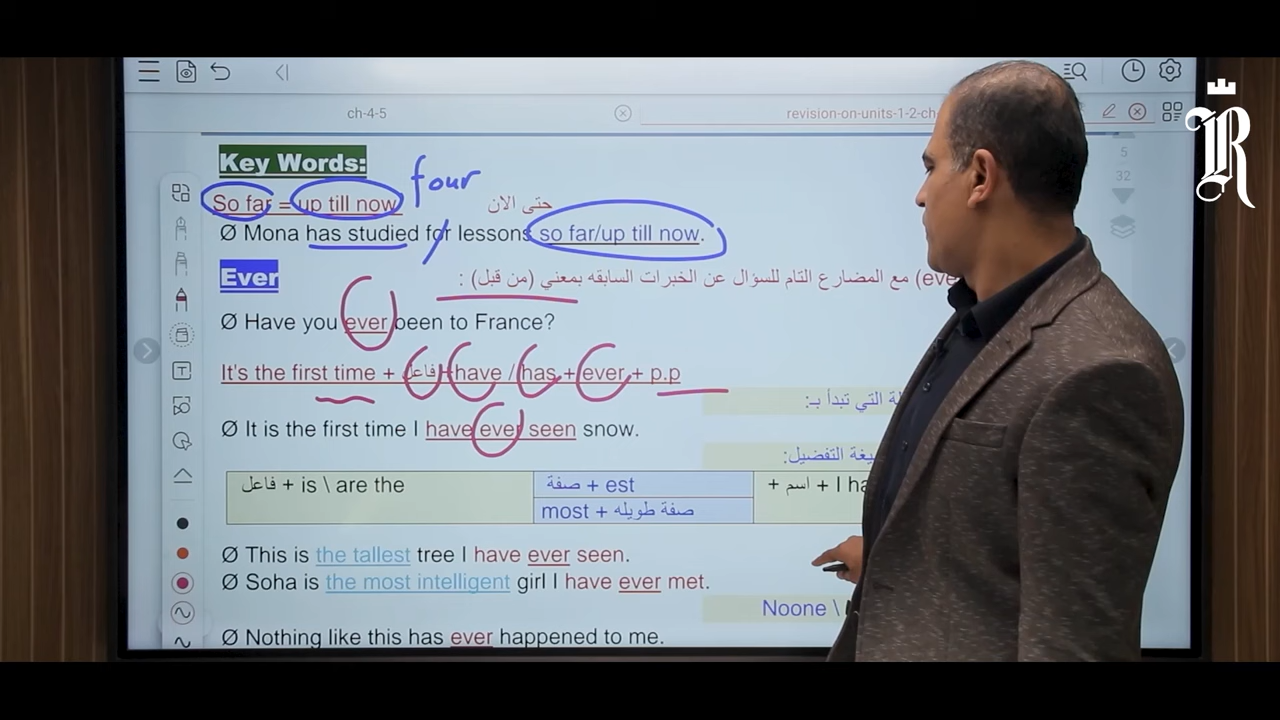 ch-4-5
revision-on-units-1-2-ch-
5
32
Key Words:
four
So far = up till now
حتى الان
Ø Mona has studied for lessons so far/up till now.
Ever
مع المضارع التام للسؤال عن الخبرات السابقه بمعني (من قبل) :
Ø Have you ever been to France?
It's the first time + فاعل + have / has + ever + p.p
التي تبدأ بـ:
Ø It is the first time I have ever seen snow.
التفضيل:
فاعل + is \ are the
صفة + est
most + صفة طويله
+ اسم + I
Ø This is the tallest tree I have ever seen.
Ø Soha is the most intelligent girl I have ever met.
Noone \
Ø Nothing like this has ever happened to me.
R